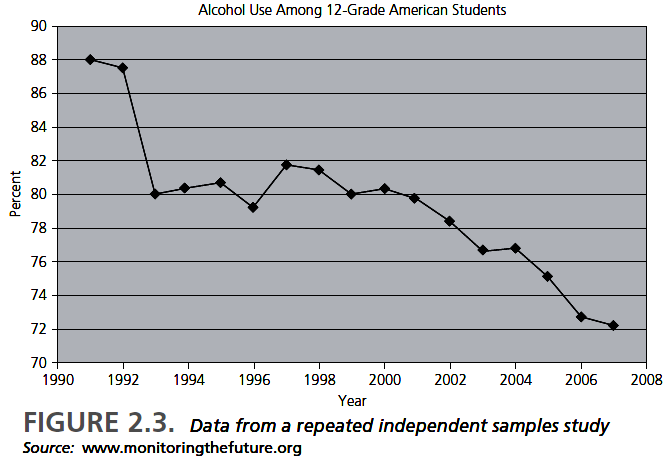 Alcohol Use Among 12-Grade American Students
90
88
86
84
82
80
78
76
74
72
70
Percent
1990 1992 1994 1996 1998 2000 2002 2004 2006 2008
Year
FIGURE 2.3. Data from a repeated independent samples study
Source: www.monitoringthefuture.org